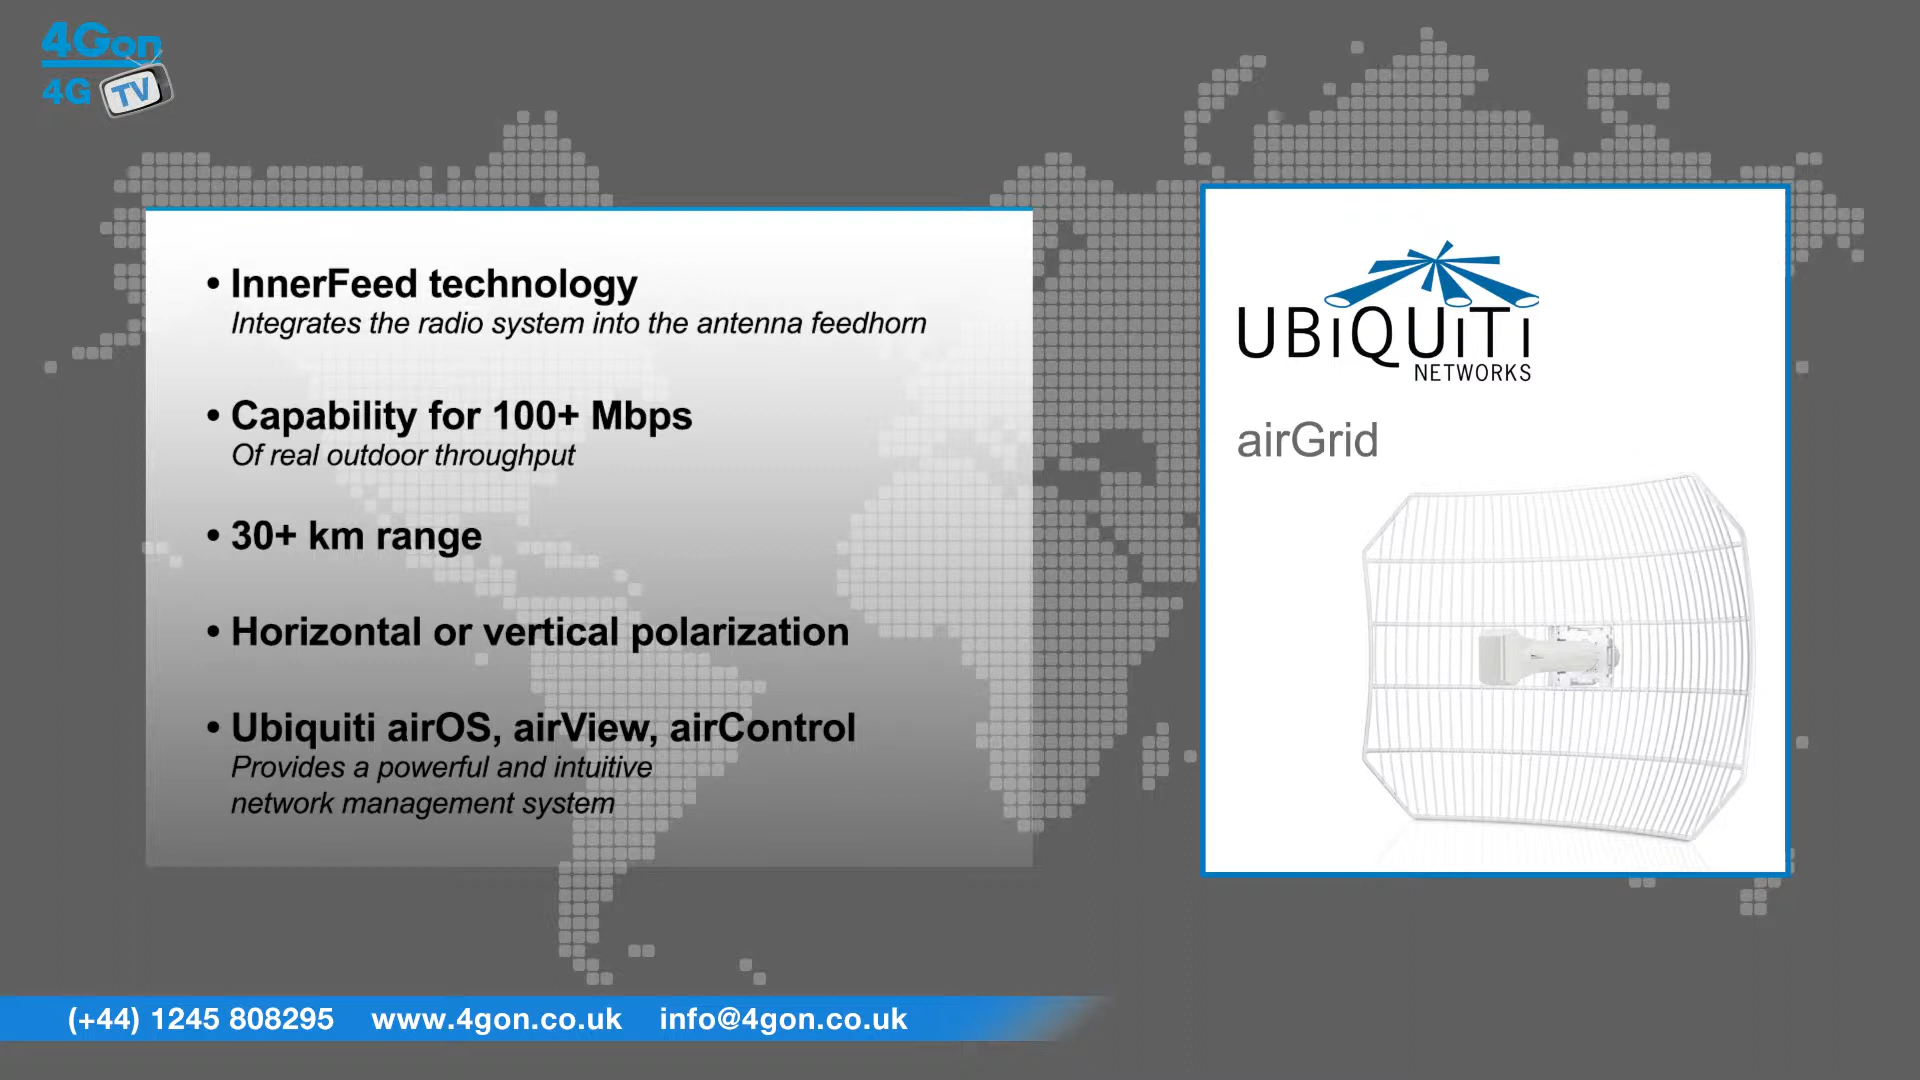 4Gon
4G TV
• InnerFeed technology
Integrates the radio system into the antenna feedhorn
• Capability for 100+ Mbps
Of real outdoor throughput
• 30+ km range
• Horizontal or vertical polarization
• Ubiquiti airOS, airView, airControl
Provides a powerful and intuitive
network management system
UBiQUiTi
NETWORKS
airGrid
(+44) 1245 808295 www.4gon.co.uk info@4gon.co.uk